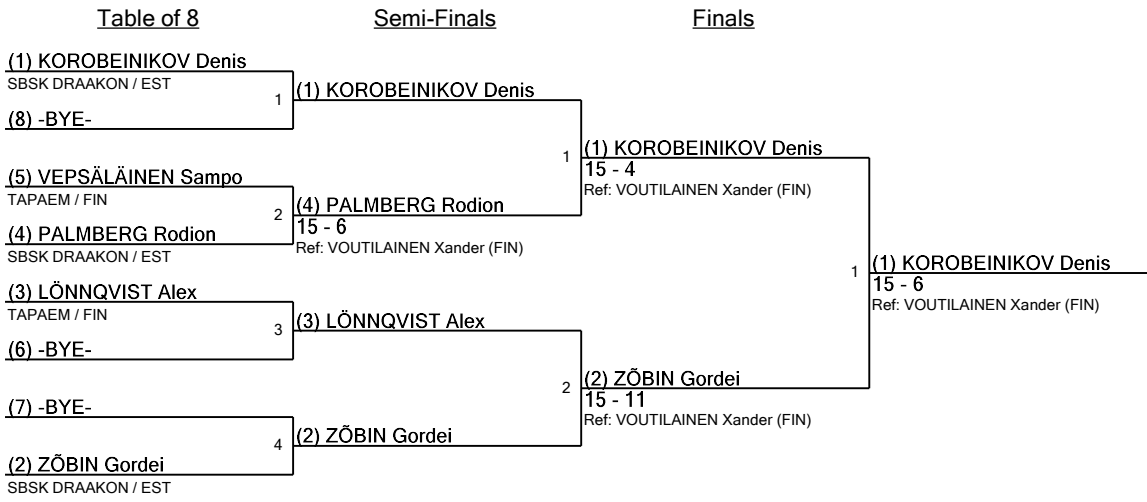 Table of 8
Semi-Finals
Finals
(1) KOROBEINIKOV Denis
SBSK DRAAKON / EST
1
(8) -BYE-
(1) KOROBEINIKOV Denis
(5) VEPSÄLÄINEN Sampo
TAPAEM / FIN
2
(4) PALMBERG Rodion
SBSK DRAAKON / EST
(4) PALMBERG Rodion
15 - 6
Ref: VOUTILAINEN Xander (FIN)
1
(1) KOROBEINIKOV Denis
15 - 4
Ref: VOUTILAINEN Xander (FIN)
(3) LÖNNQVIST Alex
TAPAEM / FIN
3
(6) -BYE-
(3) LÖNNQVIST Alex
(7) -BYE-
4
(2) ZÕBIN Gordei
SBSK DRAAKON / EST
(2) ZÕBIN Gordei
2
(2) ZÕBIN Gordei
15 - 11
Ref: VOUTILAINEN Xander (FIN)
1
(1) KOROBEINIKOV Denis
15 - 6
Ref: VOUTILAINEN Xander (FIN)